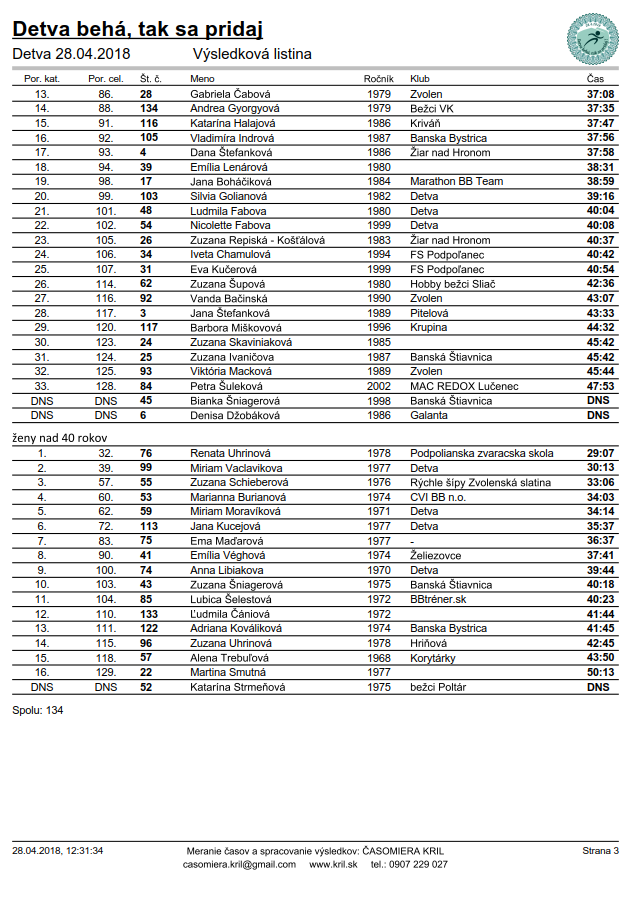 Detva behá, tak sa pridaj
Detva 28.04.2018 Výsledková listina
Por. kat. Por. cel. Št. č. Meno Ročník Klub Čas
13. 86. 28 Gabriela Čabová 1979 Zvolen 37:08
14. 88. 134 Andrea Gyorgyová 1979 Bežci VK 37:35
15. 91. 116 Katarína Halajová 1986 Kriváň 37:47
16. 92. 105 Vladimíra Indrová 1987 Banska Bystrica 37:56
17. 93. 4 Dana Štefanková 1986 Žiar nad Hronom 37:58
18. 94. 39 Emília Lenárová 1980 38:31
19. 98. 17 Jana Boháčiková 1984 Marathon BB Team 38:59
20. 99. 103 Silvia Golianová 1982 Detva 39:16
21. 101. 48 Ludmila Fabova 1980 Detva 40:04
22. 102. 54 Nicolette Fabova 1999 Detva 40:08
23. 105. 26 Zuzana Repiská - Košťálová 1983 Žiar nad Hronom 40:37
24. 106. 34 Iveta Chamulová 1994 FS Podpoľanec 40:42
25. 107. 31 Eva Kučerová 1999 FS Podpoľanec 40:54
26. 114. 62 Zuzana Šupová 1980 Hobby bežci Sliač 42:36
27. 116. 92 Vanda Bačinská 1990 Zvolen 43:07
28. 117. 3 Jana Štefanková 1989 Pitelová 43:33
29. 120. 117 Barbora Miškovová 1996 Krupina 44:32
30. 123. 24 Zuzana Skaviniaková 1985 45:42
31. 124. 25 Zuzana Ivaničova 1987 Banská Štiavnica 45:42
32. 125. 93 Viktória Macková 1989 Zvolen 45:44
33. 128. 84 Petra Šuleková 2002 MAC REDOX Lučenec 47:53
DNS DNS 45 Bianka Šniagerová 1998 Banská Štiavnica DNS
DNS DNS 6 Denisa Džobáková 1986 Galanta DNS
ženy nad 40 rokov
1. 32. 76 Renata Uhrinová 1978 Podpolianska zvaracska skola 29:07
2. 39. 99 Miriam Vaclavikova 1977 Detva 30:13
3. 57. 55 Zuzana Schieberová 1976 Rýchle šípy Zvolenská slatina 33:06
4. 60. 53 Marianna Burianová 1974 CVI BB n.o. 34:03
5. 62. 59 Miriam Moravíková 1971 Detva 34:14
6. 72. 113 Jana Kucejová 1977 Detva 35:37
7. 83. 75 Ema Maďarová 1977 - 36:37
8. 90. 41 Emília Véghová 1974 Želiezovce 37:41
9. 100. 74 Anna Libiakova 1970 Detva 39:44
10. 103. 43 Zuzana Šniagerová 1975 Banská Štiavnica 40:18
11. 104. 85 Lubica Šelestová 1972 BBtréner.sk 40:23
12. 110. 133 Ľudmila Čániová 1972 41:44
13. 111. 122 Adriana Kováliková 1974 Banska Bystrica 41:45
14. 115. 96 Zuzana Uhrinová 1978 Hriňová 42:45
15. 118. 57 Alena Trebuľová 1968 Korytárky 43:50
16. 129. 22 Martina Smutná 1977 50:13
DNS DNS 52 Katarina Strmeňová 1975 bežci Poltár DNS
Spolu: 134
28.04.2018, 12:31:34 Meranie časov a spracovanie výsledkov: ČASOMIERA KRIL Strana 3
casomiera.kril@gmail.com www.kril.sk tel.: 0907 229 027